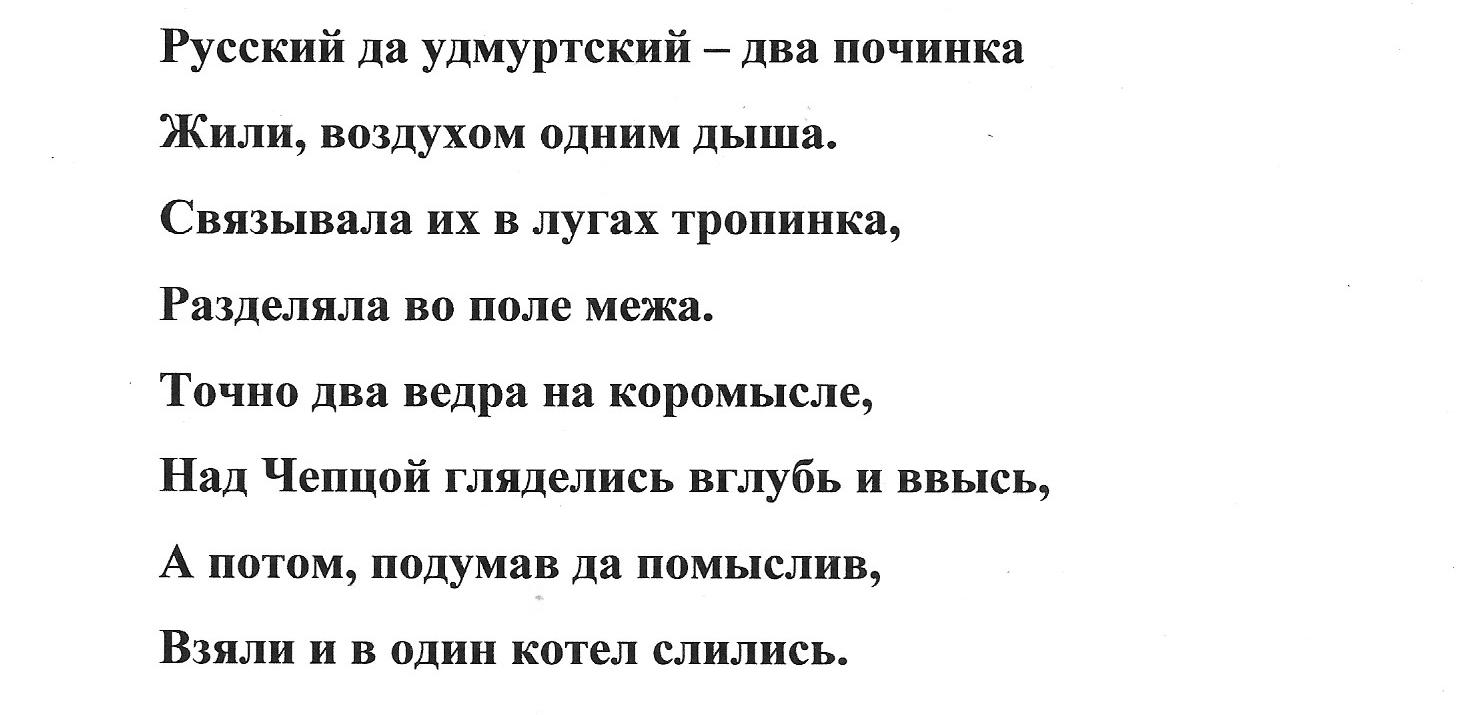 Русский да удмуртский – два починка
Жили, воздухом одним дыша.
Связывала их в лугах тропинка,
Разделяла во поле межа.
Точно два ведра на коромысле,
Над Чепцой гляделись вглубь и ввысь,
А потом, подумав да помыслив,
Взяли и в один котел слились.